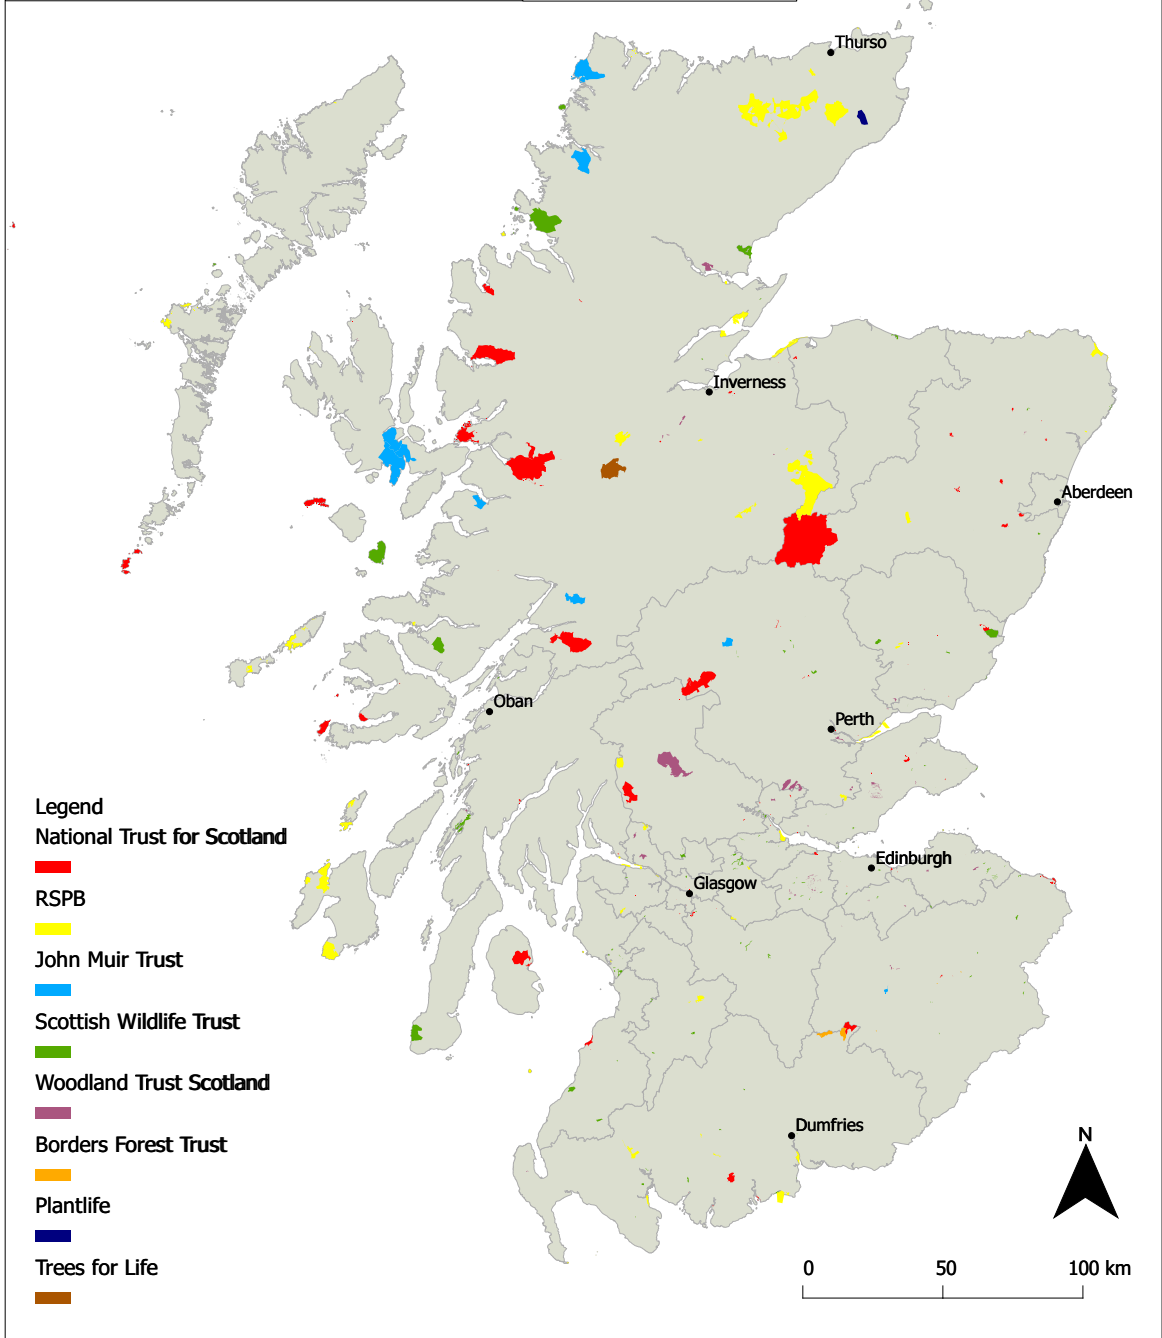 Thurso
Inverness
Aberdeen
Oban
Perth
Edinburgh
Glasgow
Dumfries
Legend
National Trust for Scotland
RSPB
John Muir Trust
Scottish Wildlife Trust
Woodland Trust Scotland
Borders Forest Trust
Plantlife
Trees for Life
N
0 50 100 km